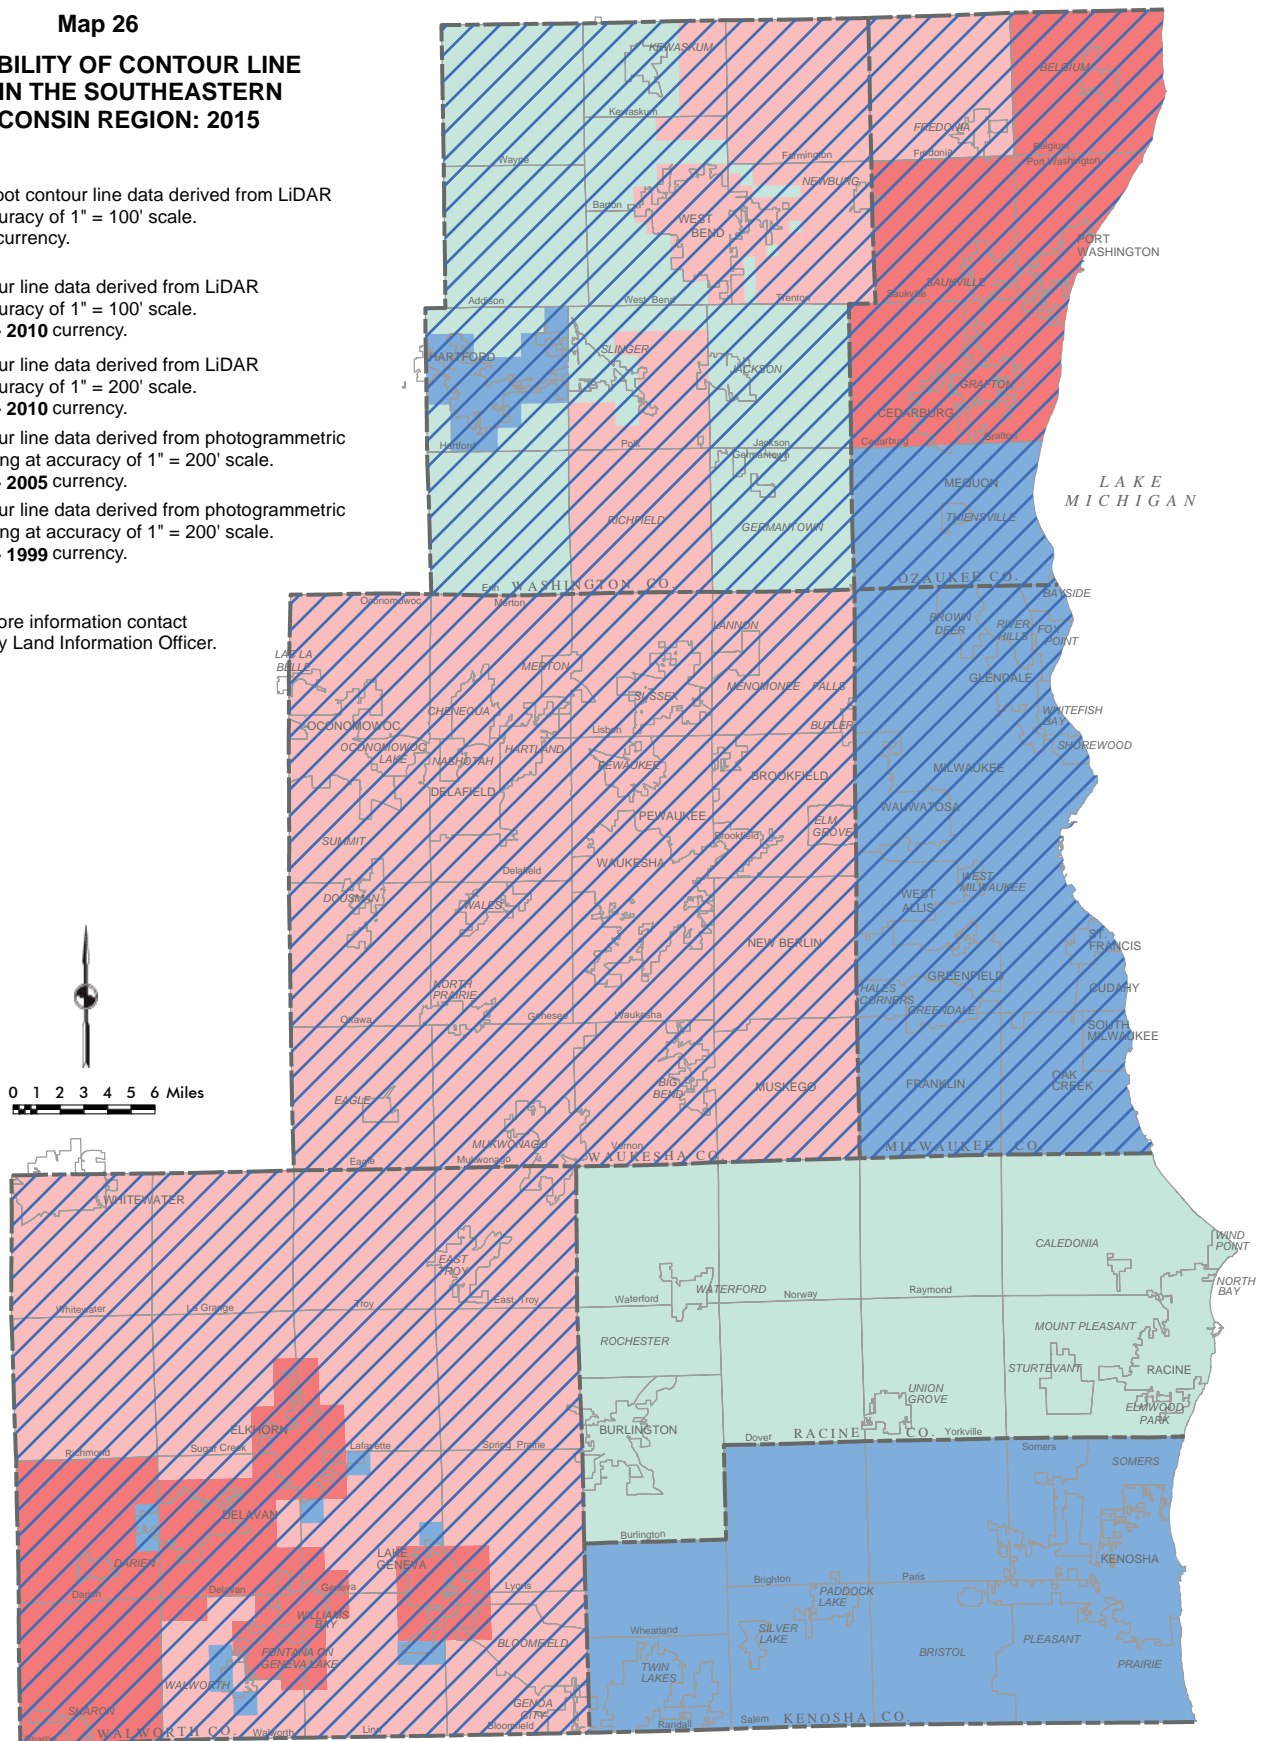 Map 26
BILITY OF CONTOUR LINE
IN THE SOUTHEASTERN
CONSIN REGION: 2015
oot contour line data derived from LiDAR
uracy of 1" = 100' scale.
currency.
ur line data derived from LiDAR
uracy of 1" = 100' scale.
- 2010 currency.
ur line data derived from LiDAR
uracy of 1" = 200' scale.
- 2010 currency.
ur line data derived from photogrammetric
ng at accuracy of 1" = 200' scale.
- 2005 currency.
ur line data derived from photogrammetric
ng at accuracy of 1" = 200' scale.
- 1999 currency.
ore information contact
y Land Information Officer.
0 1 2 3 4 5 6 Miles
KEWASKUM
BELGIUM
Kewaskum
FREDONIA
Wayne
Farmington
Fredonia
Belgium
Port Washington
NEWBURG
Barton
WEST
BEND
PORT
WASHINGTON
SAUKVILLE
Saukville
Addison
West Bend
Trenton
HARTFORD
SLINGER
JACKSON
GRAFTON
CEDARBURG
Hartford
Polk
Jackson
Germantown
Cedarburg
Grafton
MEQUON
LAKE
MICHIGAN
THIENSVILLE
RICHFIELD
GERMANTOWN
Erin
WASHINGTON CO.
OZAUKEE CO.
Oconomowoc
Merton
BAYSIDE
BROWN
DEER
RIVER
HILLS
FOX
POINT
LANNON
LAC LA
BELLE
MERTON
GLENDALE
SUSSEX
MENOMONEE FALLS
CHENEQUA
WHITEFISH
BAY
OCONOMOWOC
Lisbon
BUTLER
OCONOMOWOC
LAKE
NASHOTAH
HARTLAND
SHOREWOOD
PEWAUKEE
BROOKFIELD
MILWAUKEE
DELAFIELD
WAUWATOSA
PEWAUKEE
ELM
GROVE
Brookfield
SUMMIT
WAUKESHA
Delafield
WEST
MILWAUKEE
DOUSMAN
WALES
WEST
ALLIS
NEW BERLIN
ST.
FRANCIS
GREENFIELD
NORTH
PRAIRIE
HALES
CORNERS
CUDAHY
GREENDALE
Ottawa
Genesee
Waukesha
SOUTH
MILWAUKEE
BIG
BEND
MUSKEGO
FRANKLIN
OAK
CREEK
EAGLE
MUKWONAGO
Vernon
MILWAUKEE CO.
Eagle
Mukwonago
WAUKESHA CO.
WHITEWATER
EAST
TROY
CALEDONIA
WIND
POINT
WATERFORD
NORTH
BAY
Whitewater
La Grange
Troy
East Troy
Waterford
Norway
Raymond
MOUNT PLEASANT
ROCHESTER
STURTEVANT
RACINE
UNION
GROVE
ELMWOOD
PARK
ELKHORN
BURLINGTON
Richmond
Sugar Creek
Lafayette
Spring Prairie
Dover
RACINE CO.
Yorkville
Somers
SOMERS
DELAVAN
Burlington
DARIEN
LAKE
GENEVA
KENOSHA
Darien
Delavan
Geneva
Lyons
Brighton
Paris
PADDOCK
LAKE
WILLIAMS
BAY
Wheatland
SILVER
LAKE
BLOOMFIELD
FONTANA ON
GENEVA LAKE
PLEASANT
BRISTOL
PRAIRIE
TWIN
LAKES
WALWORTH
SHARON
GENOA
CITY
WALWORTH CO.
Walworth
Linn
Bloomfield
Randall
Salem
KENOSHA CO.